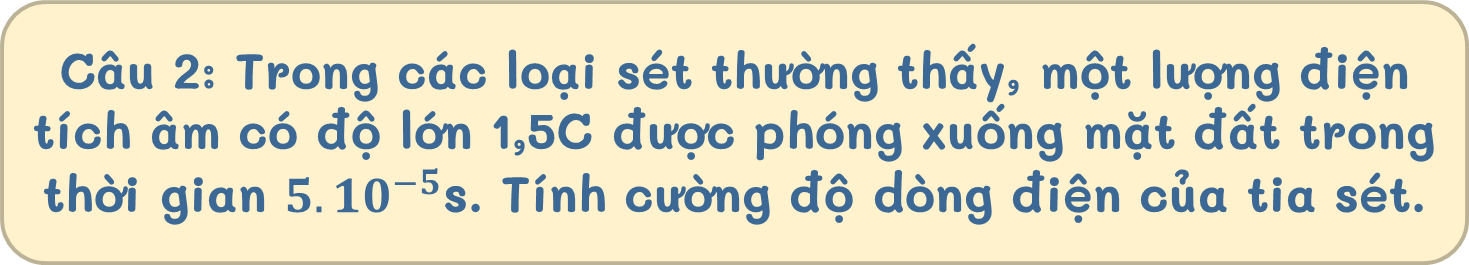 Câu 2: Trong các loại sét thường thấy, một lượng điện
tích âm có độ lớn 1,5C được phóng xuống mặt đất trong
thời gian 5.10⁻⁵s. Tính cường độ dòng điện của tia sét.